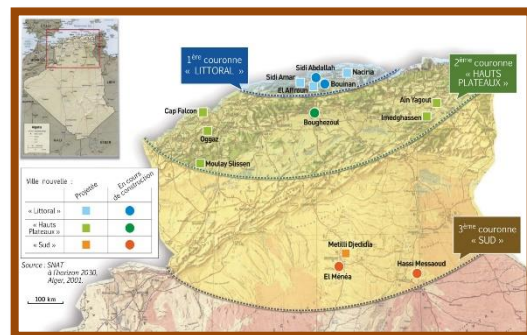 1ère couronne
« LITTORAL »
2ème couronne
« HAUTS
PLATEAUX »
Sidi Abdallah
Sidi Amar
Naciria
El Affroun
Bouinan
Cap Falcon
Oggaz
Moulay Slissen
Boughezoul
Ain Yagout
Imedghassen
Ville nouvelle :
Projetée
En cours
de construction
« Littoral »
« Hauts
Plateaux »
« Sud »
Source : SNAT
à l'horizon 2030,
Alger, 2001.
100 km
3ème couronne
« SUD »
Metlili Djedidia
El Ménéa
Hassi Messaoud